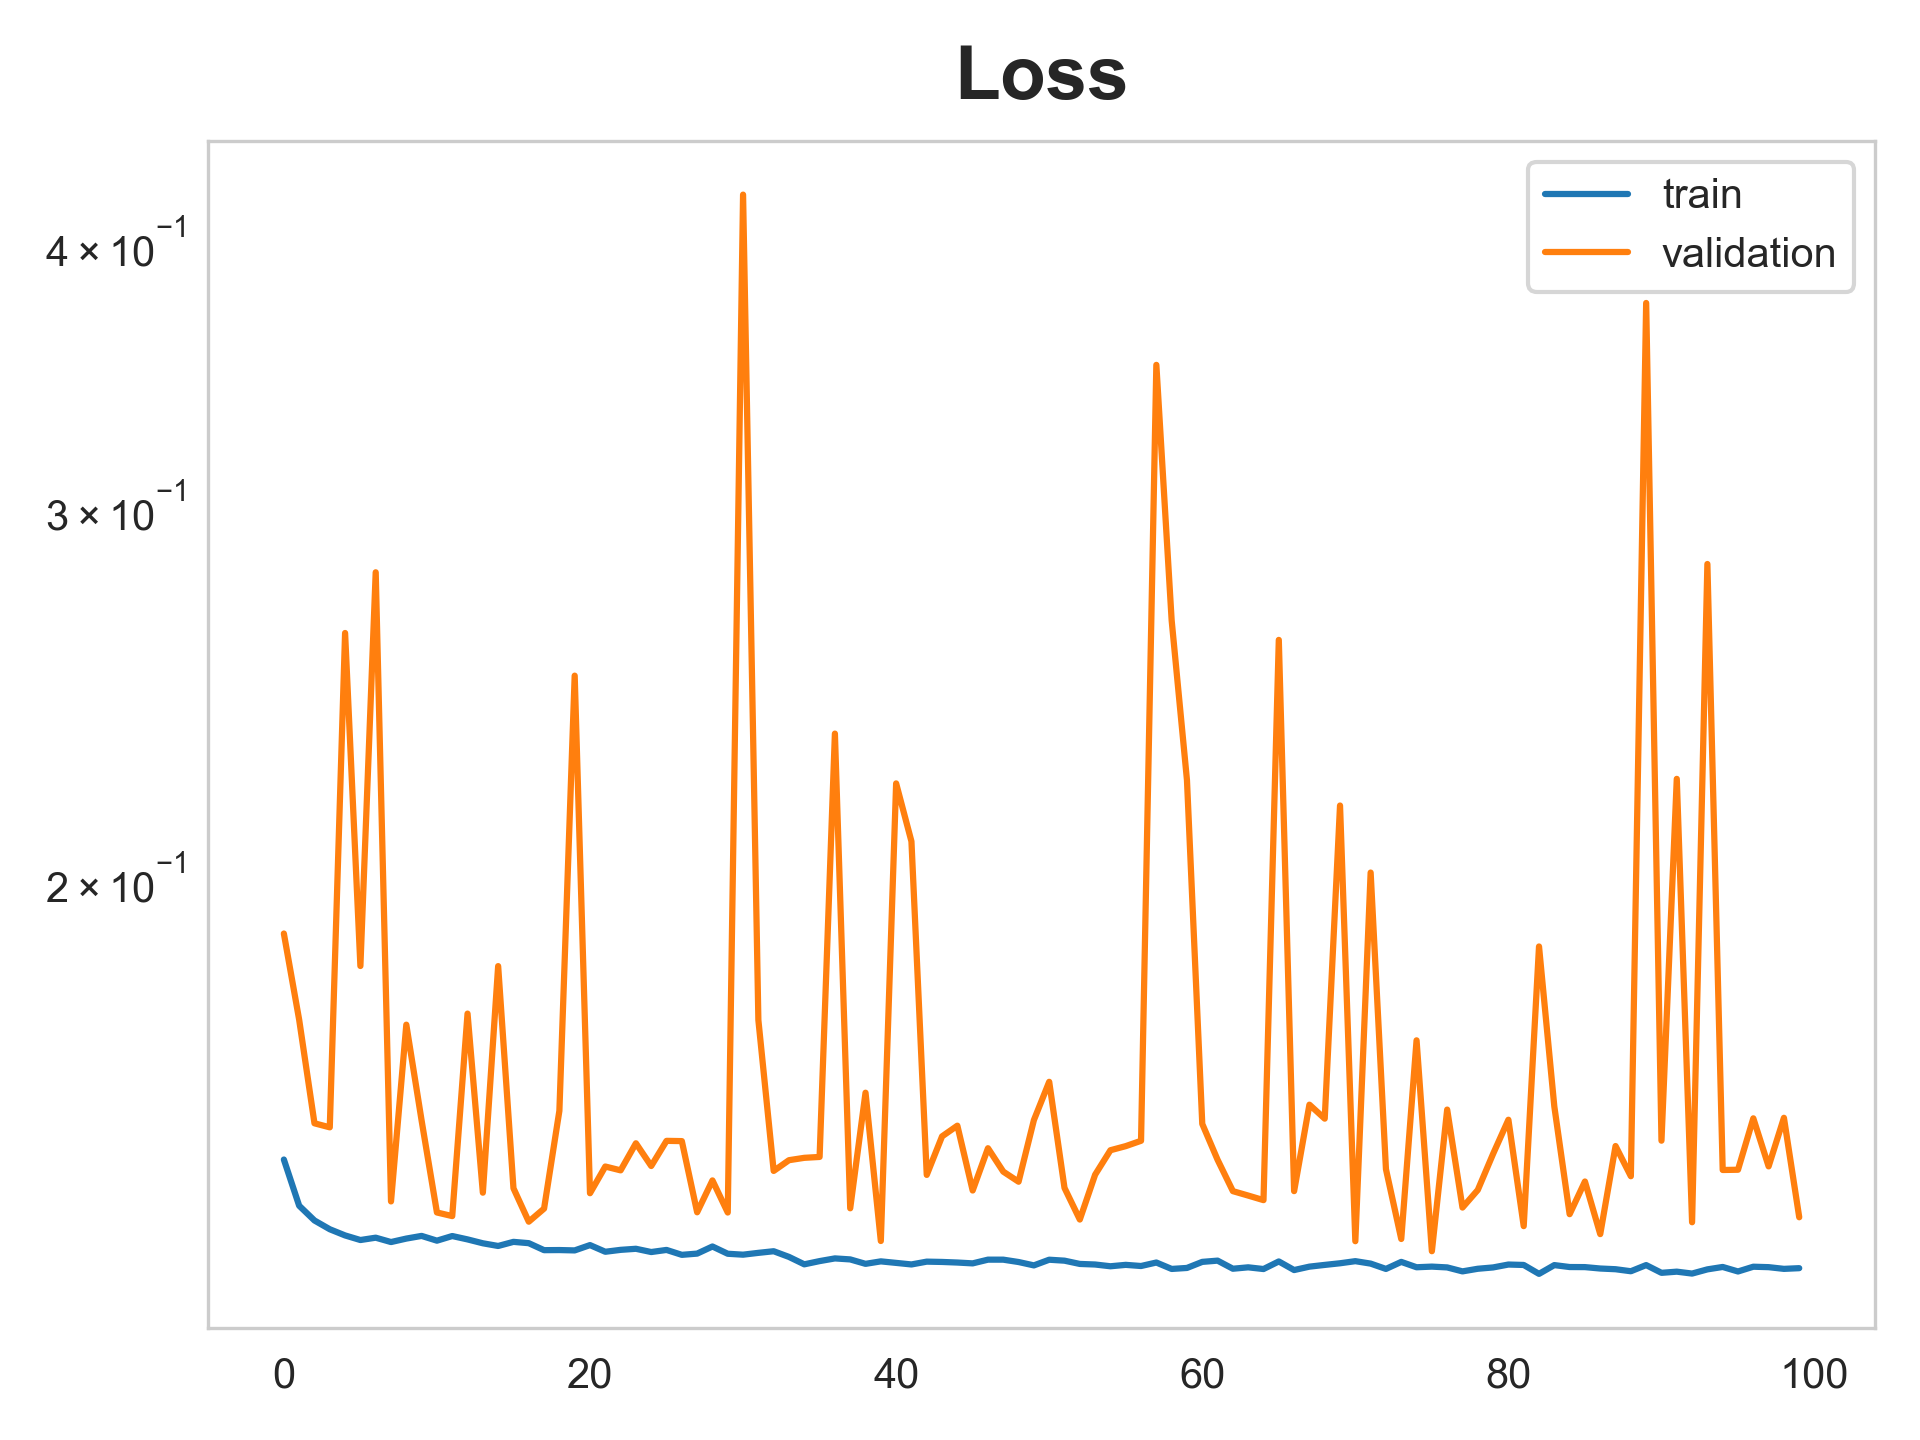 Loss
train
validation
4 × 10⁻¹
3 × 10⁻¹
2 × 10⁻¹
0 20 40 60 80 100